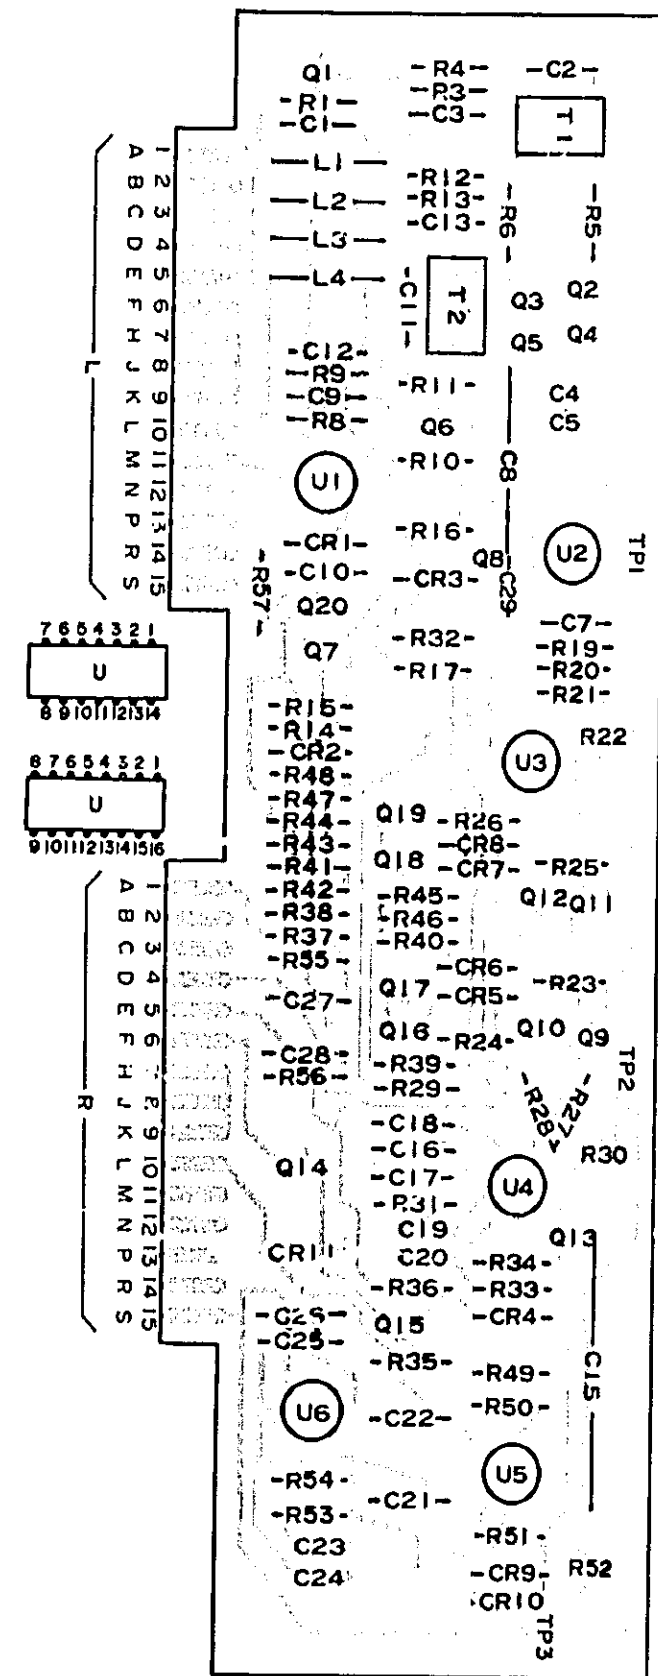 Q1
-R4-
-C2-
-R1-
-R3-
-C1-
-C3-
T1
A 1
B 2
C 3
D 4
E 5
F 6
H 7
J 8
K 9
L 10
M 11
N 12
P 13
R 14
S 15
L
-L1-
-L2-
-L3-
-L4-
-R12-
-R13-
-C13-
-R6-
-R5-
-C11-
T2
Q3
Q2
Q5
Q4
-C12-
-R9-
-C9-
-R8-
-R11-
Q6
C4
C5
U1
-R10-
C8
-CR1-
-C10-
Q20
-R57-
Q7
-R16-
-CR3-
Q8
-C29-
U2
TP1
-R32-
-R17-
-C7-
-R19-
-R20-
-R21-
7 6 5 4 3 2 1
U
8 9 10 11 12 13 14
8 7 6 5 4 3 2 1
U
9 10 11 12 13 14 15 16
-R15-
-R14-
-CR2-
-R48-
-R47-
-R44-
-R43-
-R41-
-R42-
-R38-
-R37-
-R55-
-C27-
-C28-
-R56-
U3
R22
Q19
-R26-
-CR8-
Q18
-CR7-
-R25-
-R45-
-R46-
-R40-
Q12
Q11
-CR6-
Q17
-CR5-
-R23-
Q16
-R24-
Q10
Q9
TP2
-R39-
-R29-
-R28-
-R27-
A 1
B 2
C 3
D 4
E 5
F 6
H 7
J 8
K 9
L 10
M 11
N 12
P 13
R 14
S 15
R
-C18-
-C16-
-C17-
-R31-
C19
C20
Q14
CR11
U4
R30
Q13
-R34-
-R33-
-CR4-
-R36-
-C26-
-C25-
Q15
-R35-
-R49-
-R50-
C15
U6
-C22-
U5
-R54-
-R53-
C23
C24
-C21-
-R51-
-CR9-
-CR10
R52
TP3